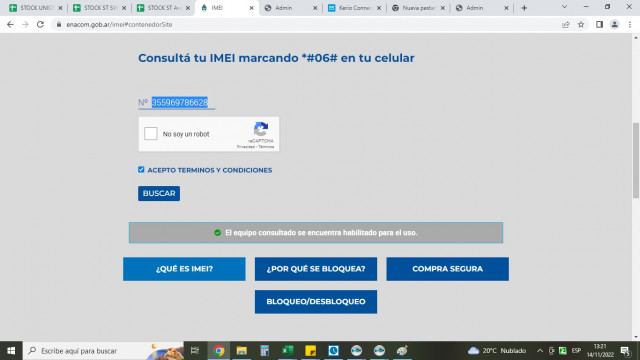 STOCK UNIC
STOCK ST SV
STOCK ST AV
IMEI
Admin
Kerio Conne
Nueva pestañ
Admin
enacom.gob.ar/imei#contenedorSite
Consultá tu IMEI marcando *#06# en tu celular
Nº 355969786628
No soy un robot
reCAPTCHA
Privacidad - Términos
ACEPTO TERMINOS Y CONDICIONES
BUSCAR
El equipo consultado se encuentra habilitado para el uso.
¿QUÉ ES IMEI?
¿POR QUÉ SE BLOQUEA?
COMPRA SEGURA
BLOQUEO/DESBLOQUEO
Escribe aquí para buscar
20°C Nublado
ESP
13:21
14/11/2022